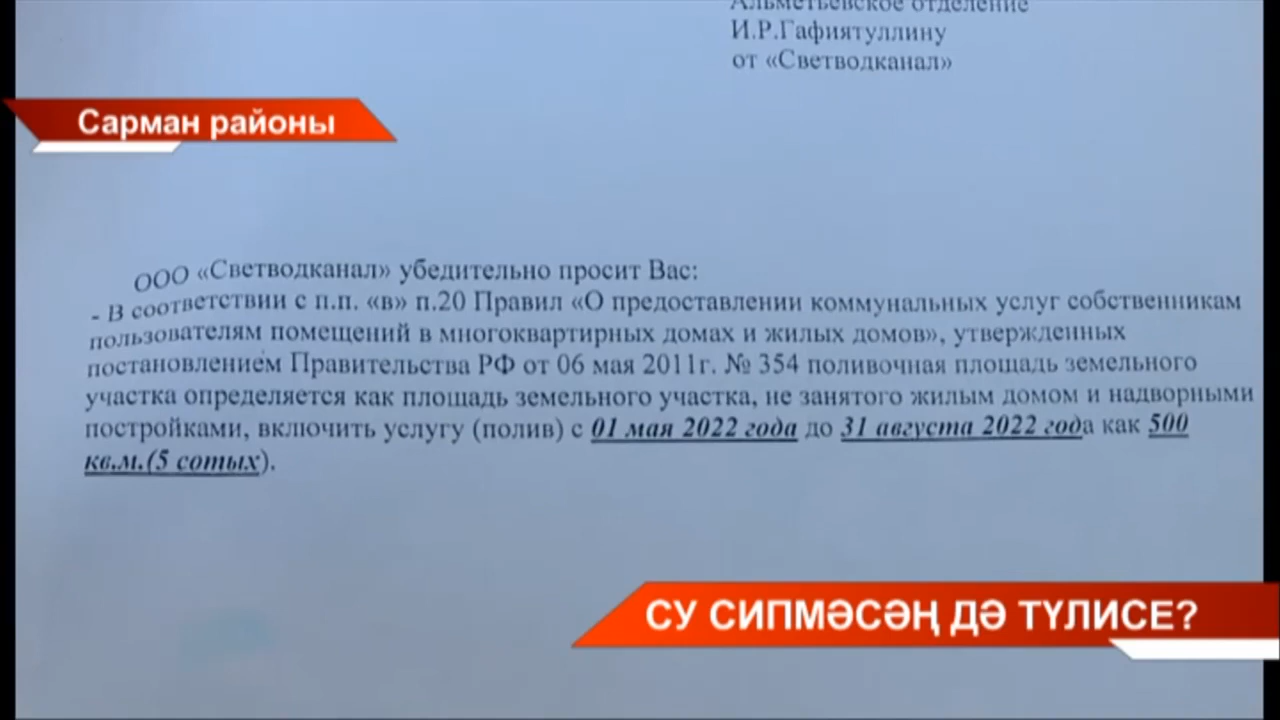 Альметьевское отделение
И.Р.Гафиятуллину
от «Светводканал»
Сарман районы
ООО «Светводканал» убедительно просит Вас:
- В соответствии с п.п. «в» п.20 Правил «О предоставлении коммунальных услуг собственникам
пользователям помещений в многоквартирных домах и жилых домов», утвержденных
постановлением Правительства РФ от 06 мая 2011г. № 354 поливочная площадь земельного
участка определяется как площадь земельного участка, не занятого жилым домом и надворными
постройками, включить услугу (полив) с 01 мая 2022 года до 31 августа 2022 года как 500
кв.м.(5 сотых).
СУ СИПМӘСӘҢ ДӘ ТҮЛИСЕ?